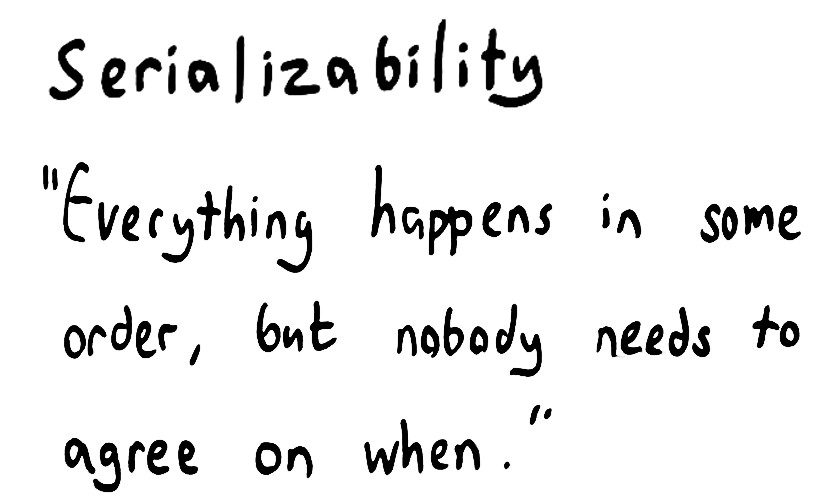 Serializability
"Everything happens in some
order, but nobody needs to
agree on when."